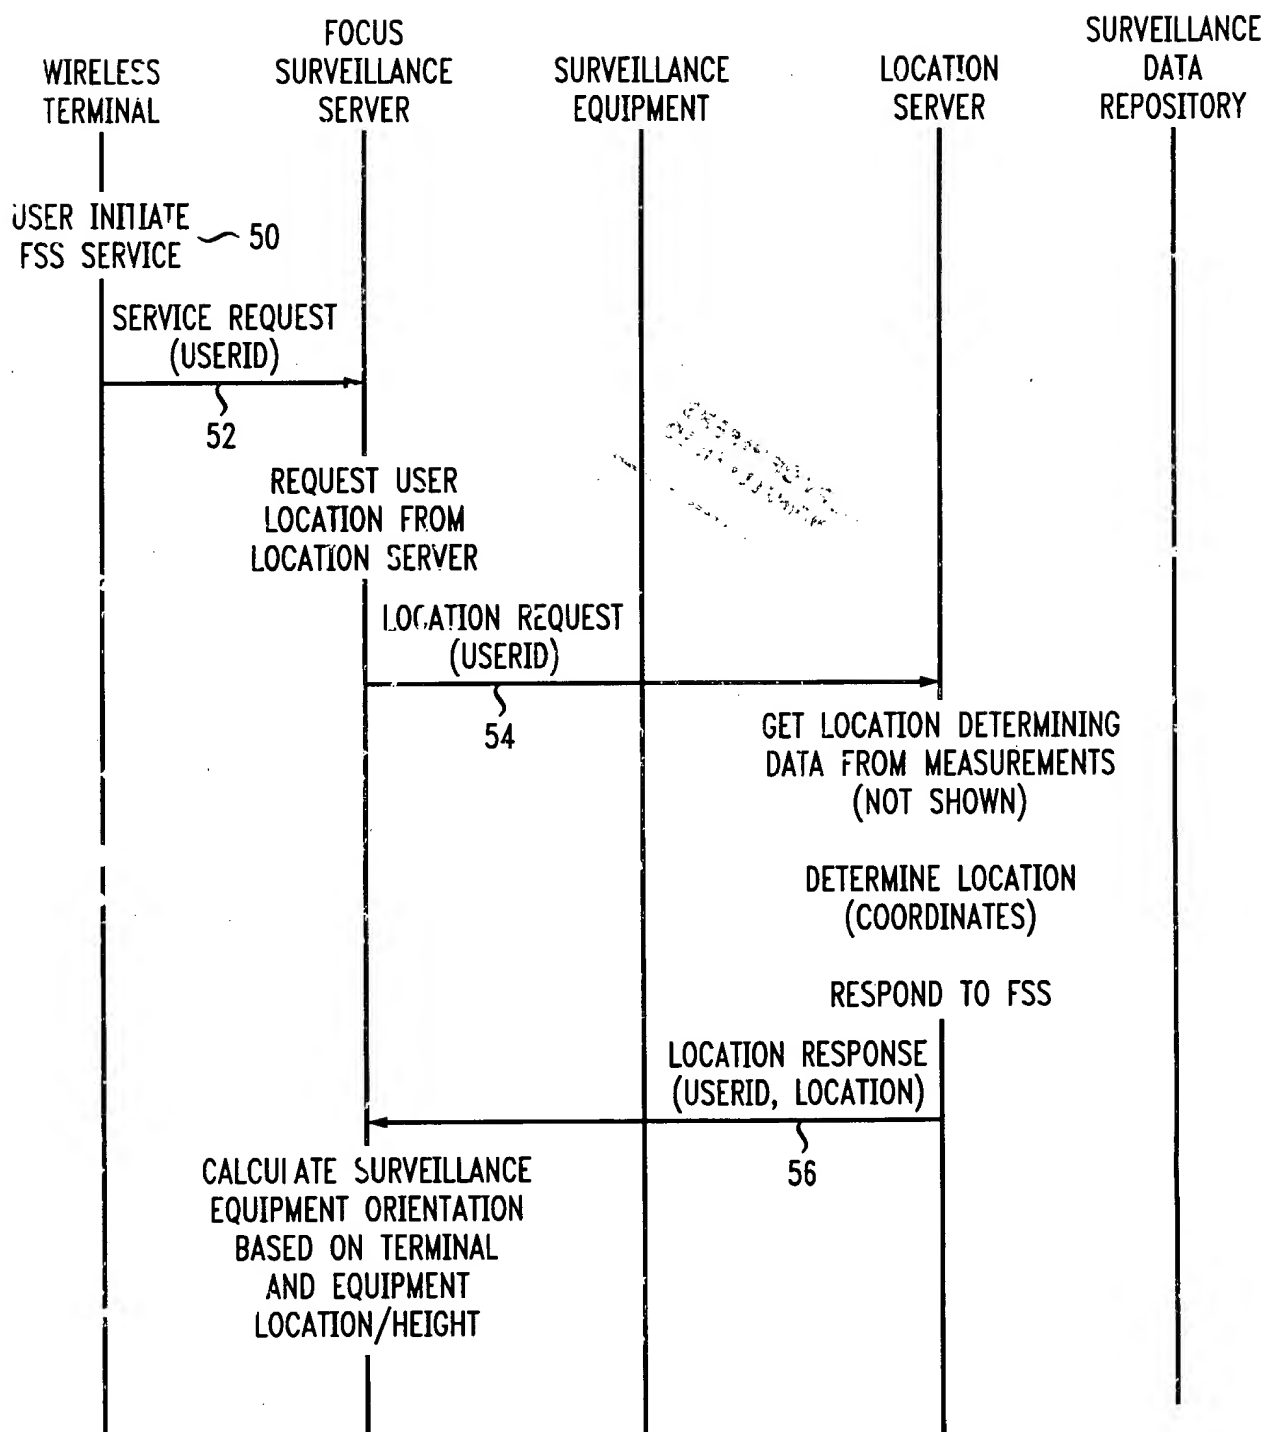 WIRELESS
TERMINAL
FOCUS
SURVEILLANCE
SERVER
SURVEILLANCE
EQUIPMENT
LOCATION
SERVER
SURVEILLANCE
DATA
REPOSITORY
USER INITIATE
FSS SERVICE
50
SERVICE REQUEST
(USERID)
52
REQUEST USER
LOCATION FROM
LOCATION SERVER
LOCATION REQUEST
(USERID)
54
GET LOCATION DETERMINING
DATA FROM MEASUREMENTS
(NOT SHOWN)
DETERMINE LOCATION
(COORDINATES)
RESPOND TO FSS
LOCATION RESPONSE
(USERID, LOCATION)
56
CALCULATE SURVEILLANCE
EQUIPMENT ORIENTATION
BASED ON TERMINAL
AND EQUIPMENT
LOCATION/HEIGHT